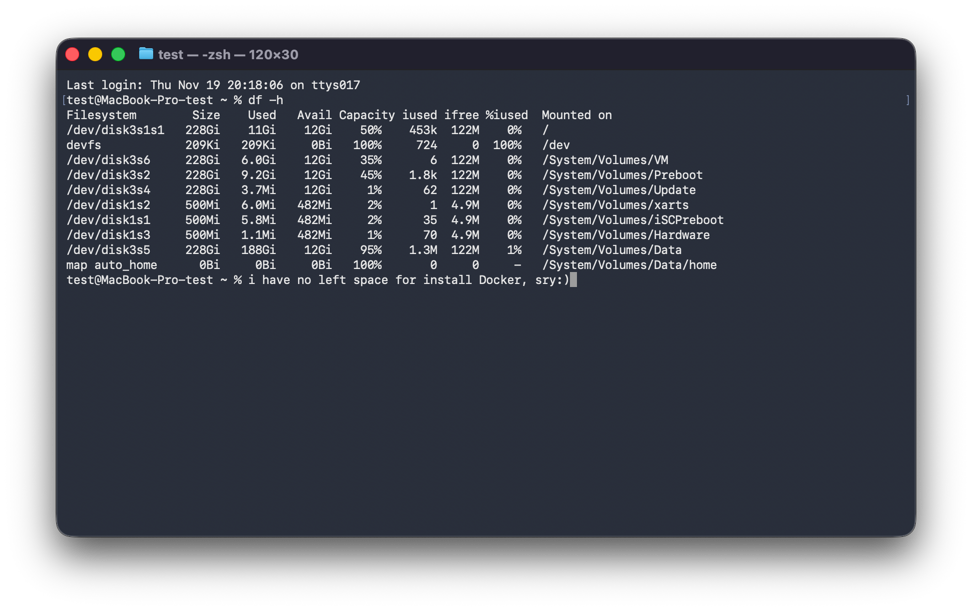 test — -zsh — 120×30
Last login: Thu Nov 19 20:18:06 on ttys017
[test@MacBook-Pro-test ~ % df -h ]
Filesystem Size Used Avail Capacity iused ifree %iused Mounted on
/dev/disk3s1s1 228Gi 11Gi 12Gi 50% 453k 122M 0% /
devfs 209Ki 209Ki 0Bi 100% 724 0 100% /dev
/dev/disk3s6 228Gi 6.0Gi 12Gi 35% 6 122M 0% /System/Volumes/VM
/dev/disk3s2 228Gi 9.2Gi 12Gi 45% 1.8k 122M 0% /System/Volumes/Preboot
/dev/disk3s4 228Gi 3.7Mi 12Gi 1% 62 122M 0% /System/Volumes/Update
/dev/disk1s2 500Mi 6.0Mi 482Mi 2% 1 4.9M 0% /System/Volumes/xarts
/dev/disk1s1 500Mi 5.8Mi 482Mi 2% 35 4.9M 0% /System/Volumes/iSCPreboot
/dev/disk1s3 500Mi 1.1Mi 482Mi 1% 70 4.9M 0% /System/Volumes/Hardware
/dev/disk3s5 228Gi 188Gi 12Gi 95% 1.3M 122M 1% /System/Volumes/Data
map auto_home 0Bi 0Bi 0Bi 100% 0 0 - /System/Volumes/Data/home
test@MacBook-Pro-test ~ % i have no left space for install Docker, sry:)